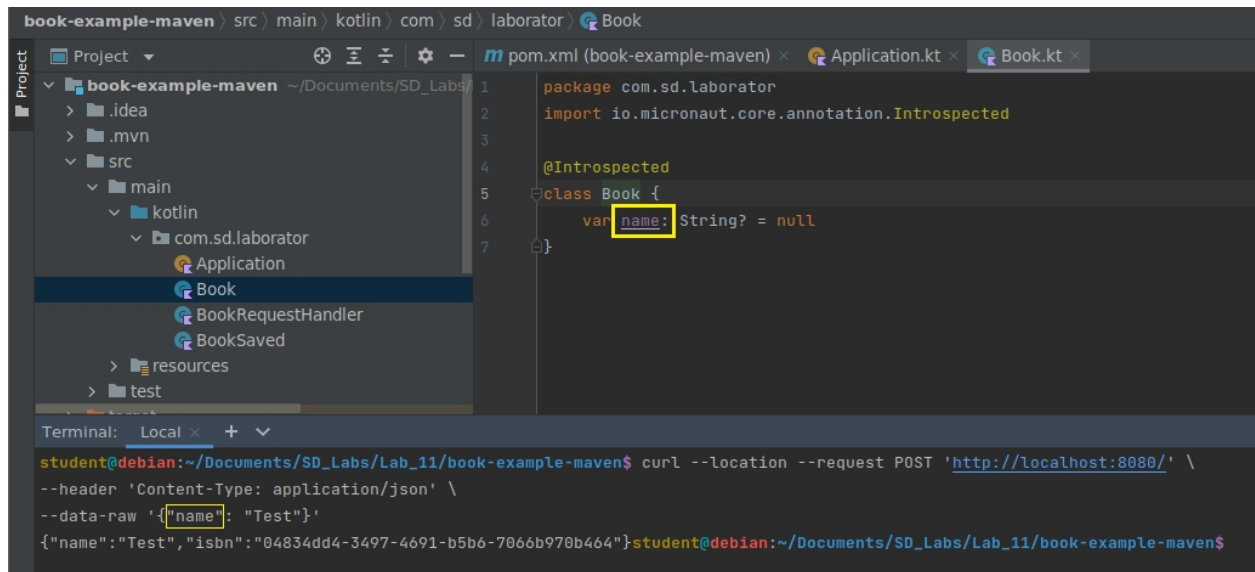 book-example-maven 〉 src 〉 main 〉 kotlin 〉 com 〉 sd 〉 laborator 〉 Book
Project
Project
pom.xml (book-example-maven)
Application.kt
Book.kt
book-example-maven ~/Documents/SD_Labs/
.idea
.mvn
src
main
kotlin
com.sd.laborator
Application
Book
BookRequestHandler
BookSaved
resources
test
target
1 package com.sd.laborator
2 import io.micronaut.core.annotation.Introspected
3
4 @Introspected
5 class Book {
6 var name: String? = null
7 }
Terminal: Local × +
student@debian:~/Documents/SD_Labs/Lab_11/book-example-maven$ curl --location --request POST 'http://localhost:8080/' \
--header 'Content-Type: application/json' \
--data-raw '{"name": "Test"}'
{"name":"Test","isbn":"04834dd4-3497-4691-b5b6-7066b970b464"}student@debian:~/Documents/SD_Labs/Lab_11/book-example-maven$